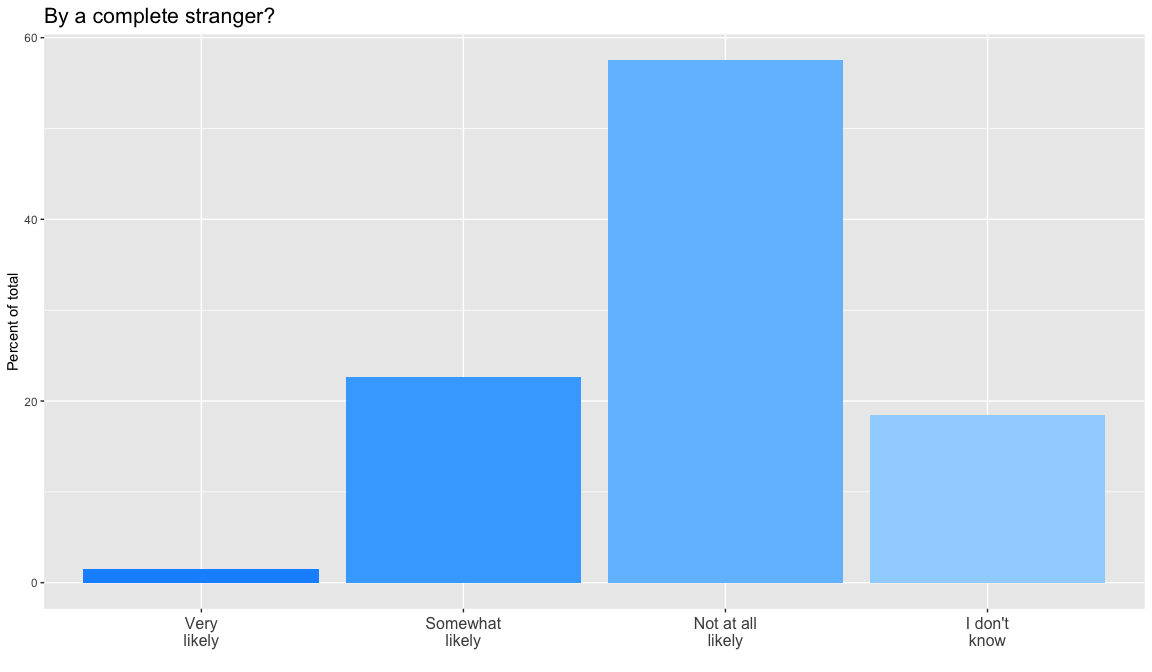 By a complete stranger?
60
40
20
0
Percent of total
Very
likely
Somewhat
likely
Not at all
likely
I don't
know